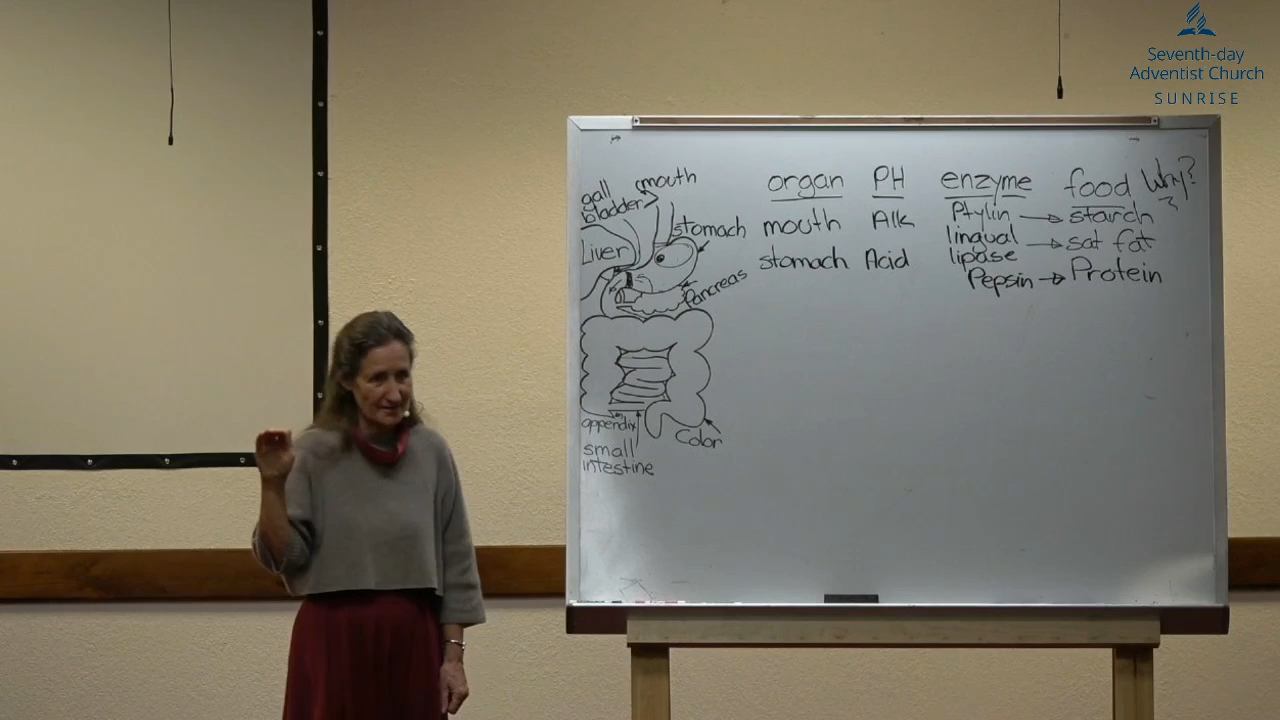 Seventh-day
Adventist Church
SUNRISE
mouth
gall
bladder
stomach
Liver
Pancreas
appendix
Color
small
intestine
organ PH enzyme food Why?
mouth Alk Ptylin → starch
lingual → sat fat
lipase
stomach Acid Pepsin → Protein